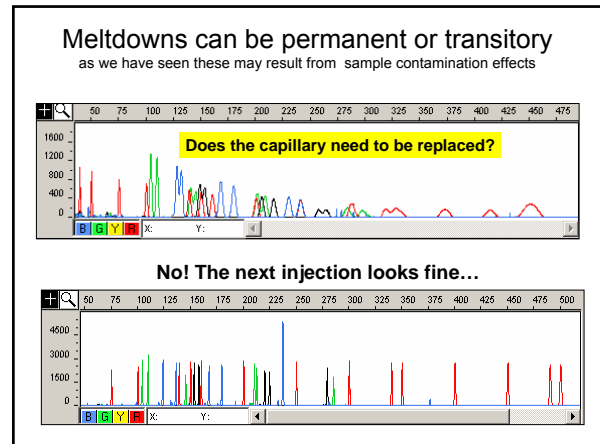 Meltdowns can be permanent or transitory
as we have seen these may result from sample contamination effects
50 75 100 125 150 175 200 225 250 275 300 325 350 375 400 425 450 475
Does the capillary need to be replaced?
1600
1200
800
400
0
B G Y R X: Y:
No! The next injection looks fine…
50 75 100 125 150 175 200 225 250 275 300 325 350 375 400 425 450 475 500
4500
3000
1500
0
B G Y R X: Y: